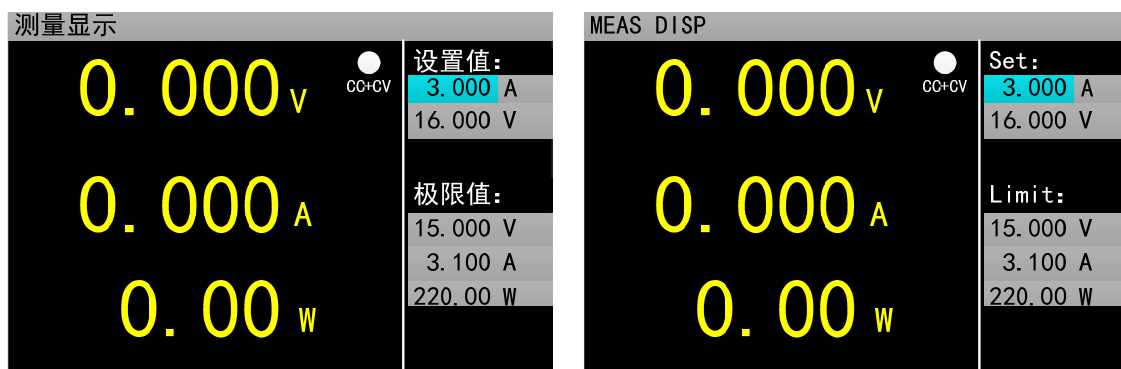 测量显示
0.000 V
CC+CV
0.000 A
0.00 W
设置值:
3.000 A
16.000 V
极限值:
15.000 V
3.100 A
220.00 W
MEAS DISP
0.000 V
CC+CV
0.000 A
0.00 W
Set:
3.000 A
16.000 V
Limit:
15.000 V
3.100 A
220.00 W